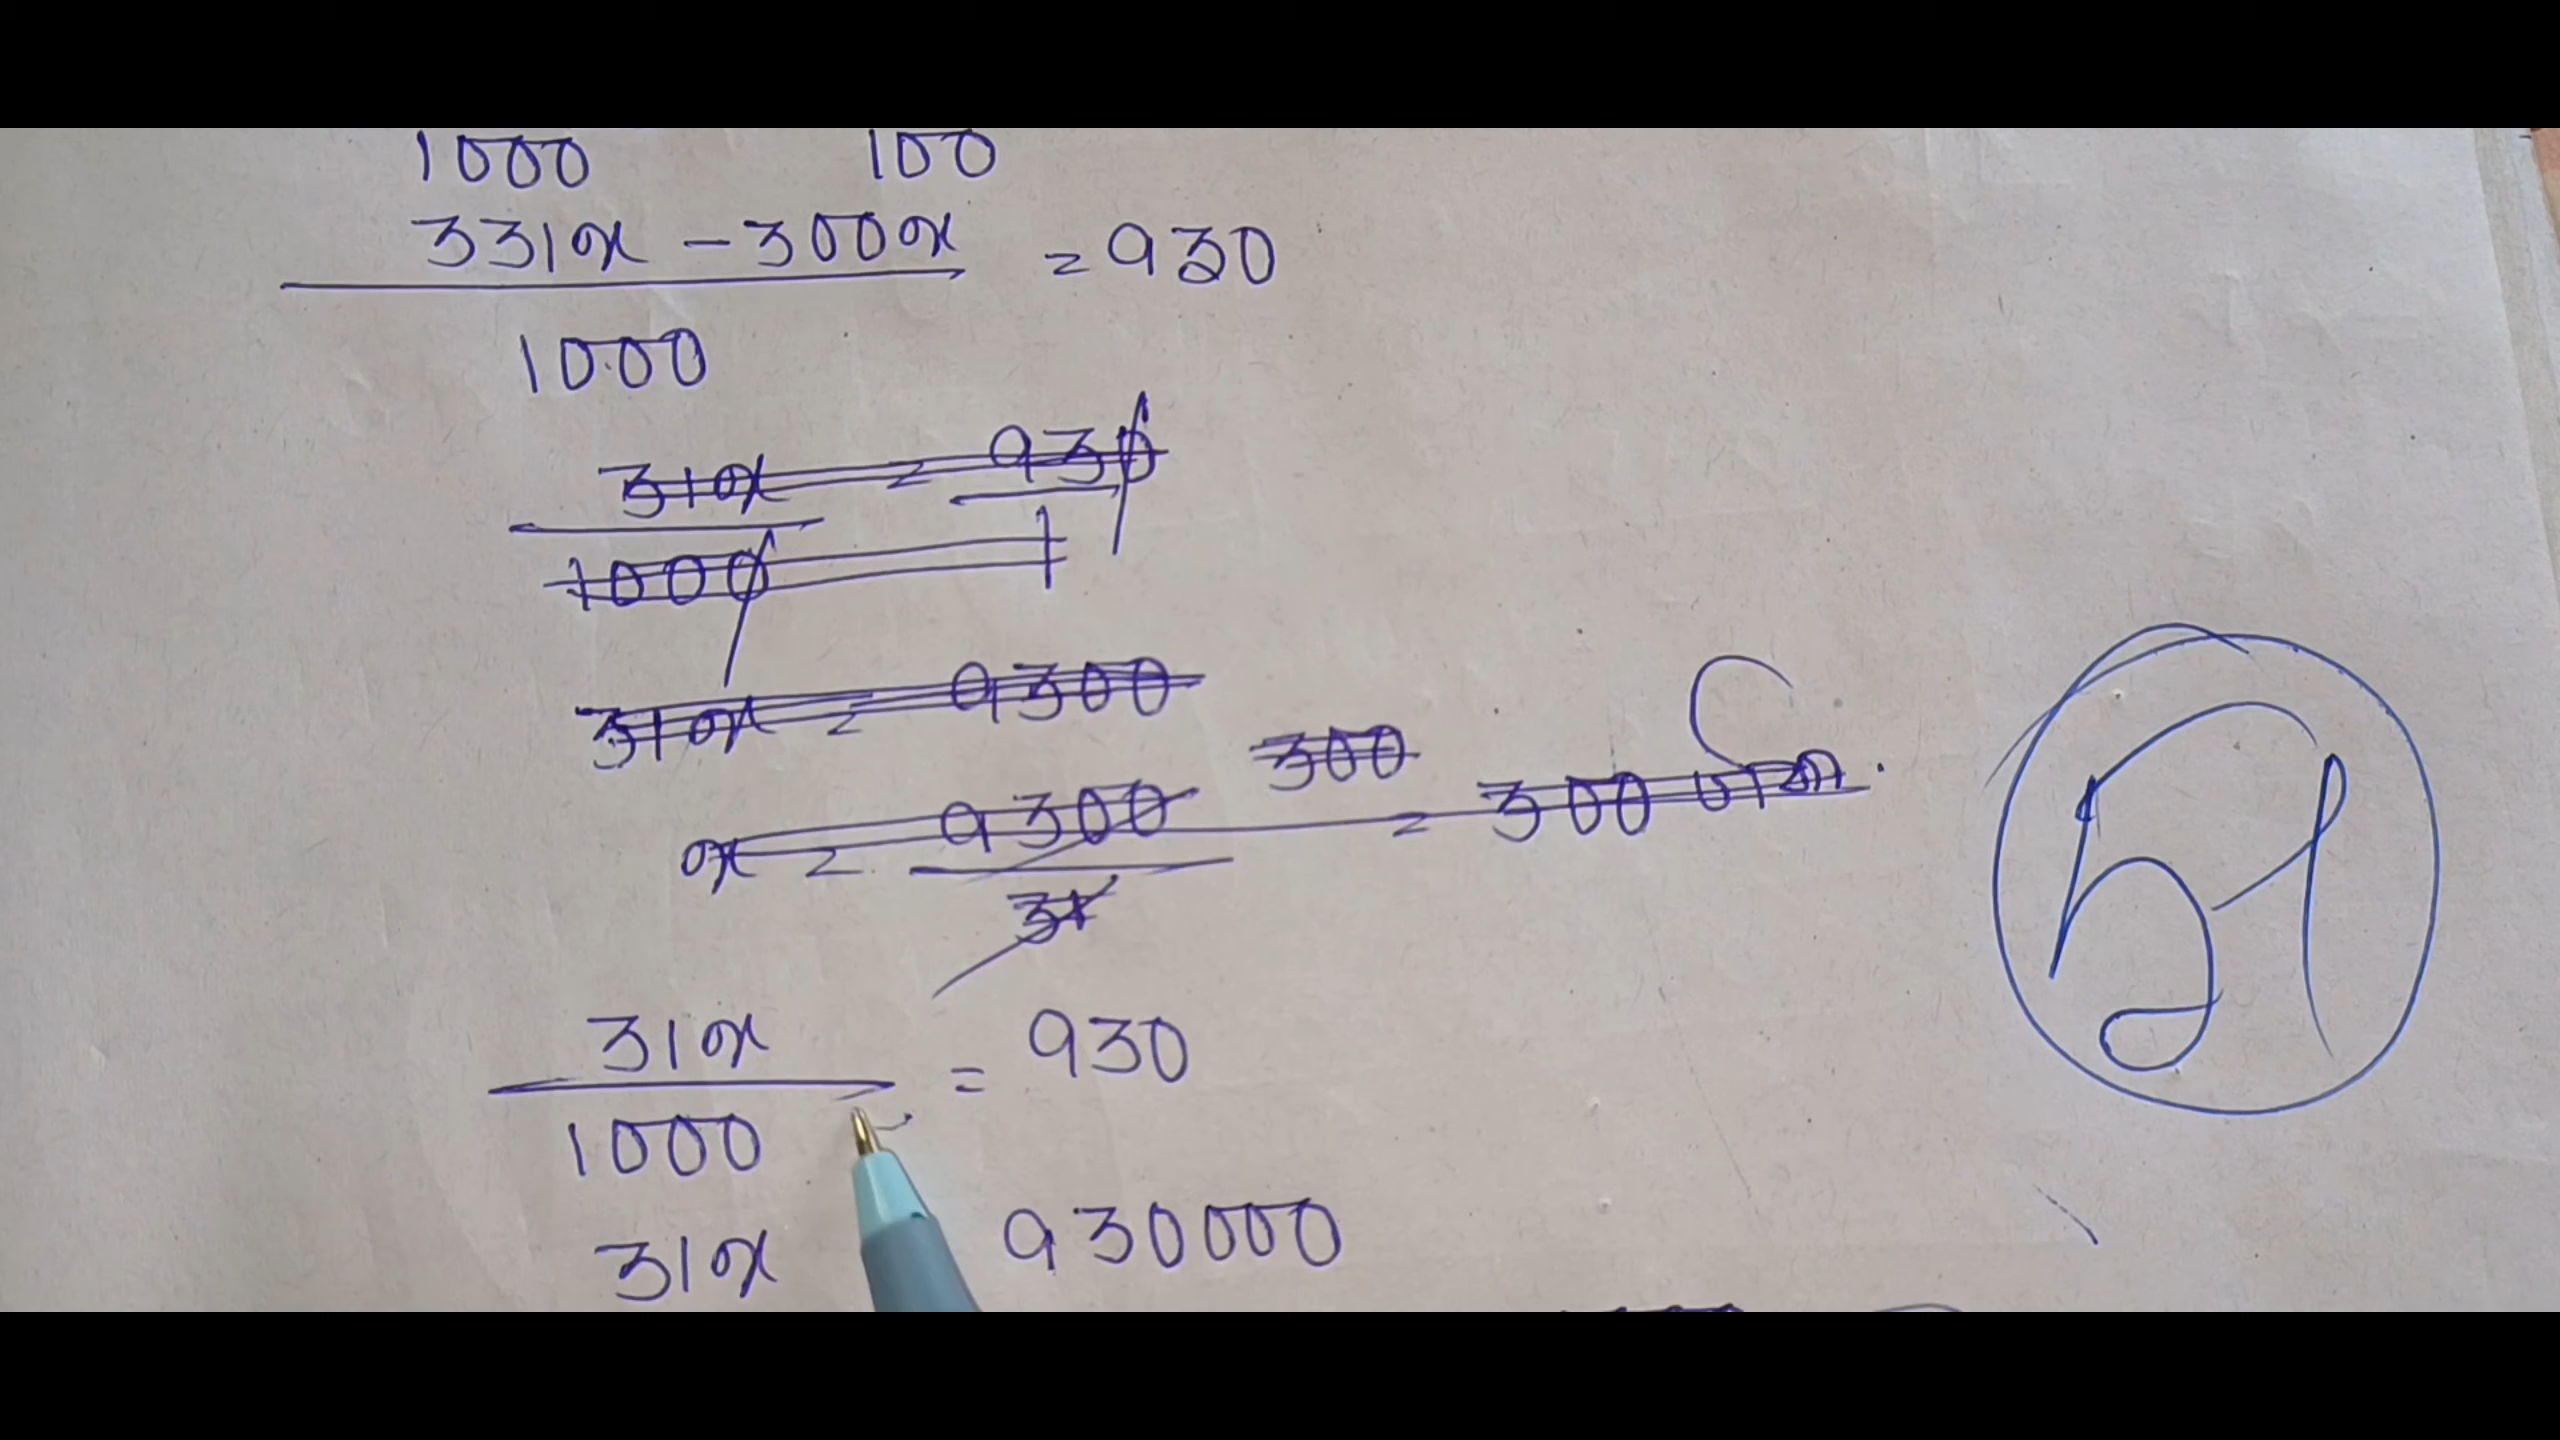 1000 100
331x - 300x = 930
1000
31x = 930
1000 1
31x = 9300
300
x = 9300 = 300
31
31x = 930
1000
31x 930000